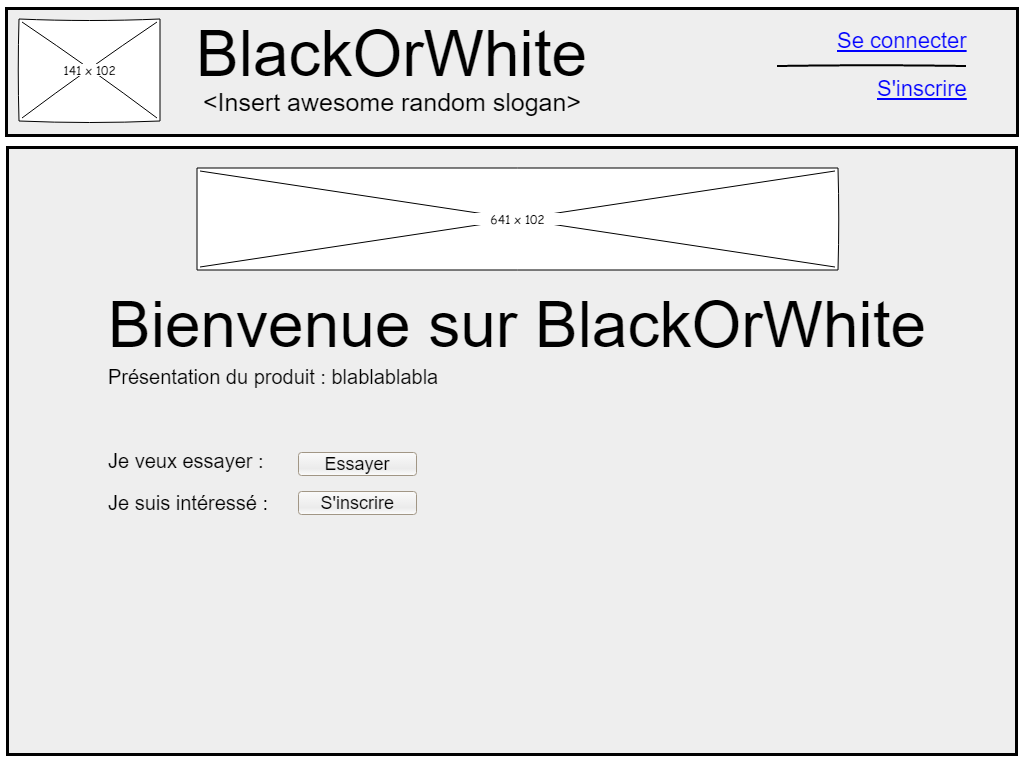 141 x 102
BlackOrWhite
<Insert awesome random slogan>
Se connecter
S'inscrire
641 x 102
Bienvenue sur BlackOrWhite
Présentation du produit : blablablabla
Je veux essayer : Essayer
Je suis intéressé : S'inscrire